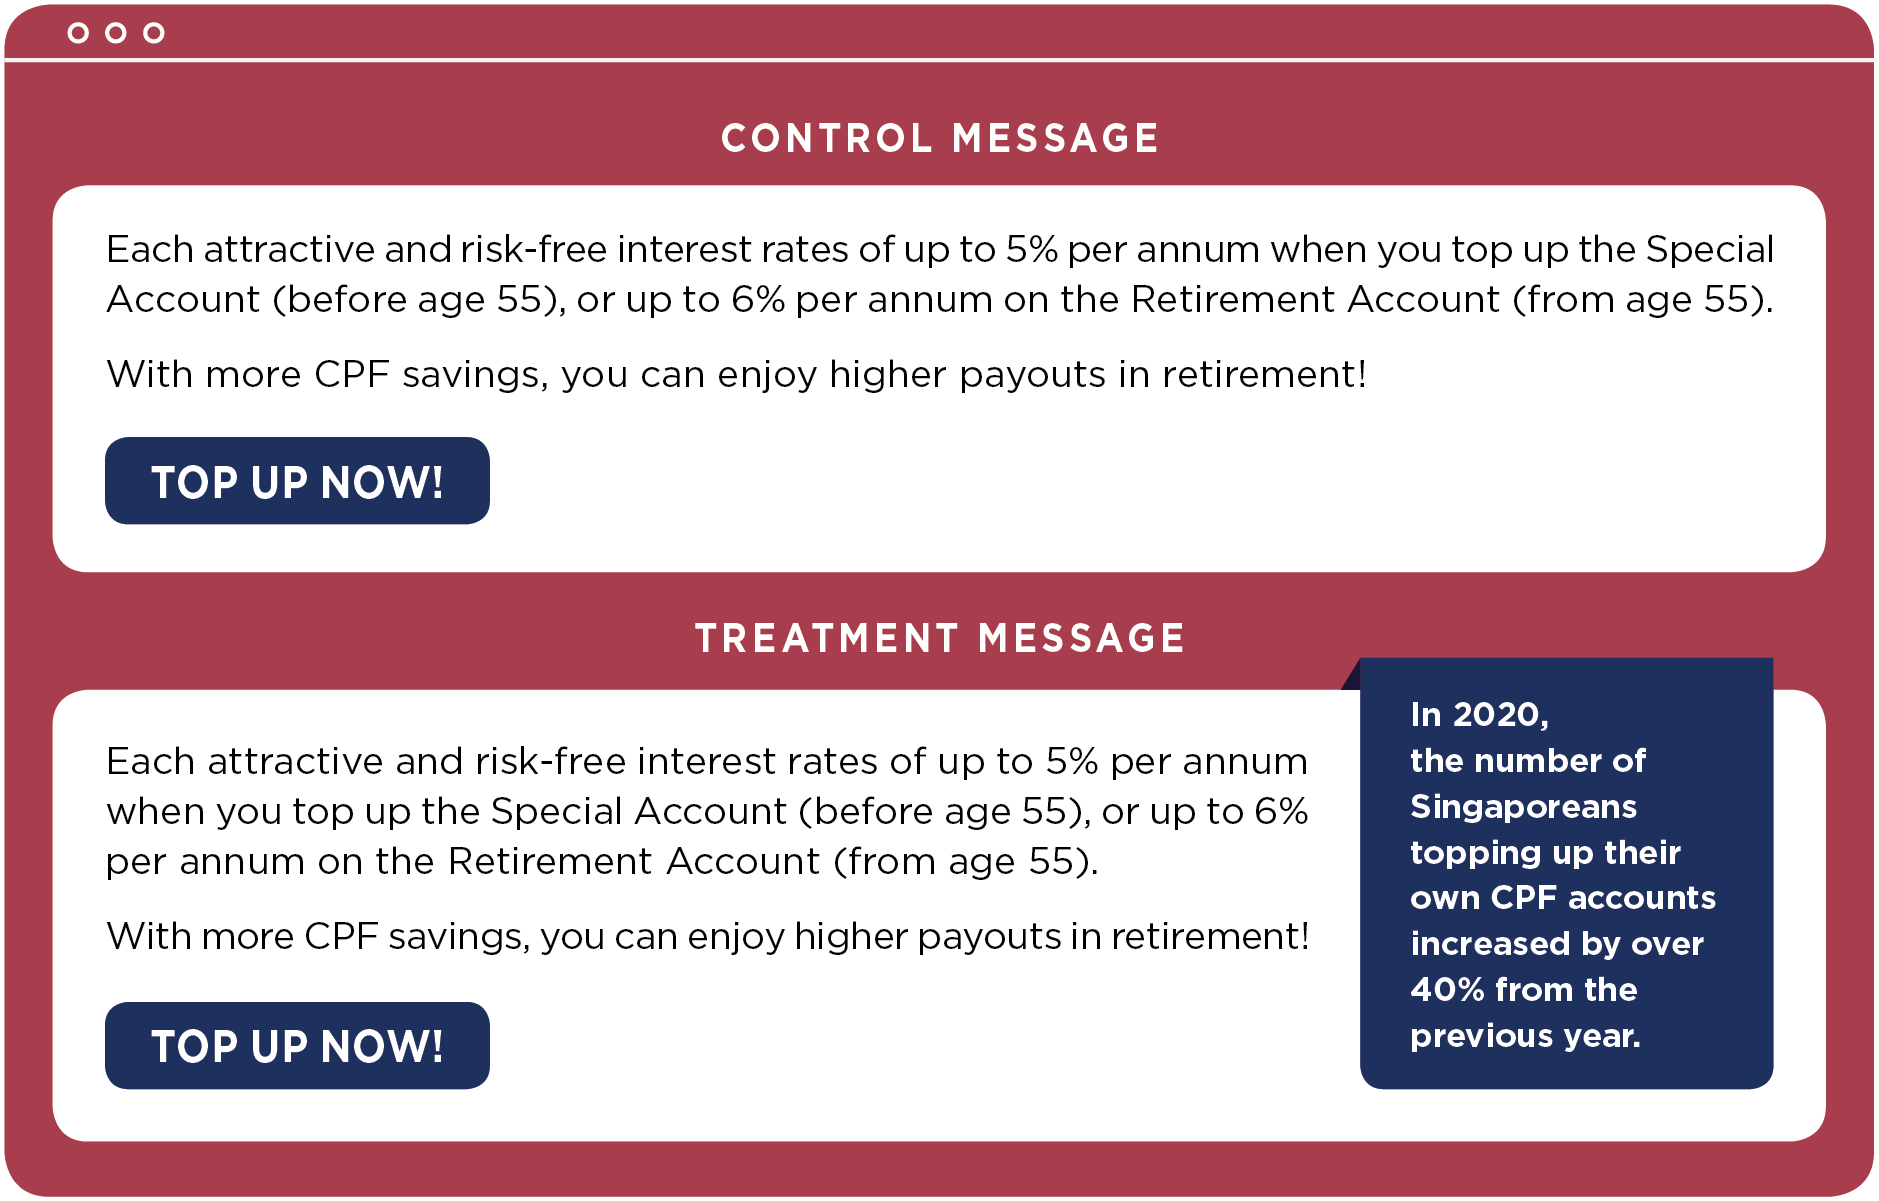 CONTROL MESSAGE
Each attractive and risk-free interest rates of up to 5% per annum when you top up the Special
Account (before age 55), or up to 6% per annum on the Retirement Account (from age 55).
With more CPF savings, you can enjoy higher payouts in retirement!
TOP UP NOW!
TREATMENT MESSAGE
Each attractive and risk-free interest rates of up to 5% per annum
when you top up the Special Account (before age 55), or up to 6%
per annum on the Retirement Account (from age 55).
With more CPF savings, you can enjoy higher payouts in retirement!
TOP UP NOW!
In 2020,
the number of
Singaporeans
topping up their
own CPF accounts
increased by over
40% from the
previous year.